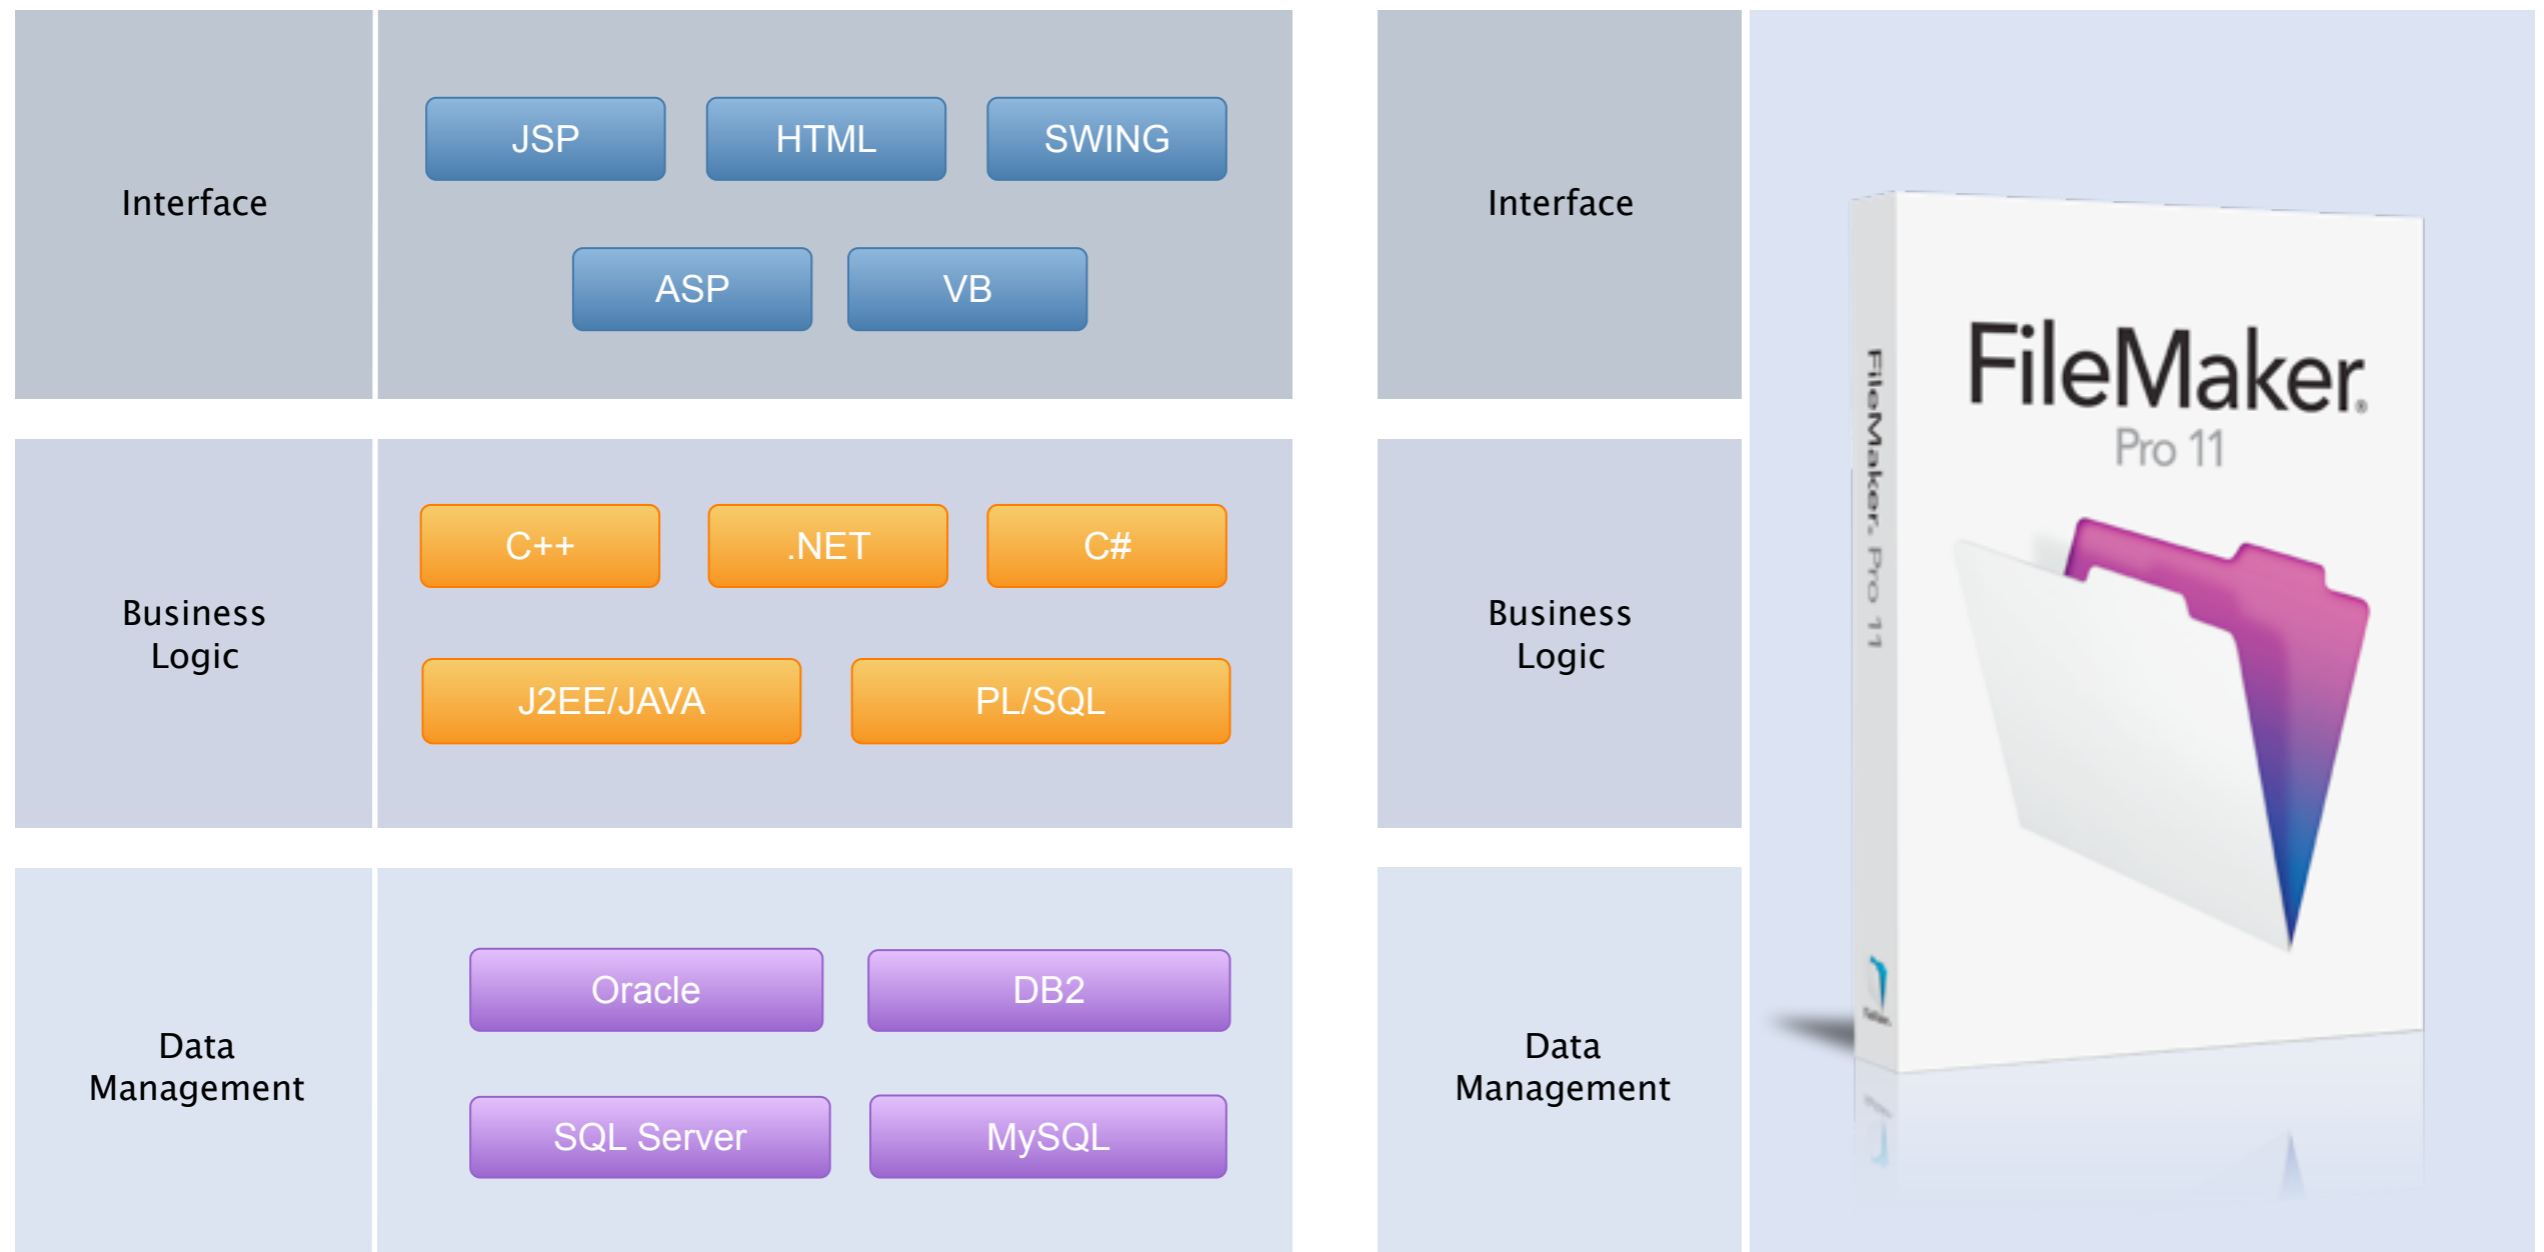 Interface
JSP
HTML
SWING
ASP
VB
Business
Logic
C++
.NET
C#
J2EE/JAVA
PL/SQL
Data
Management
Oracle
DB2
SQL Server
MySQL
Interface
Business
Logic
Data
Management
FileMaker®
Pro 11
FileMaker. Pro 11